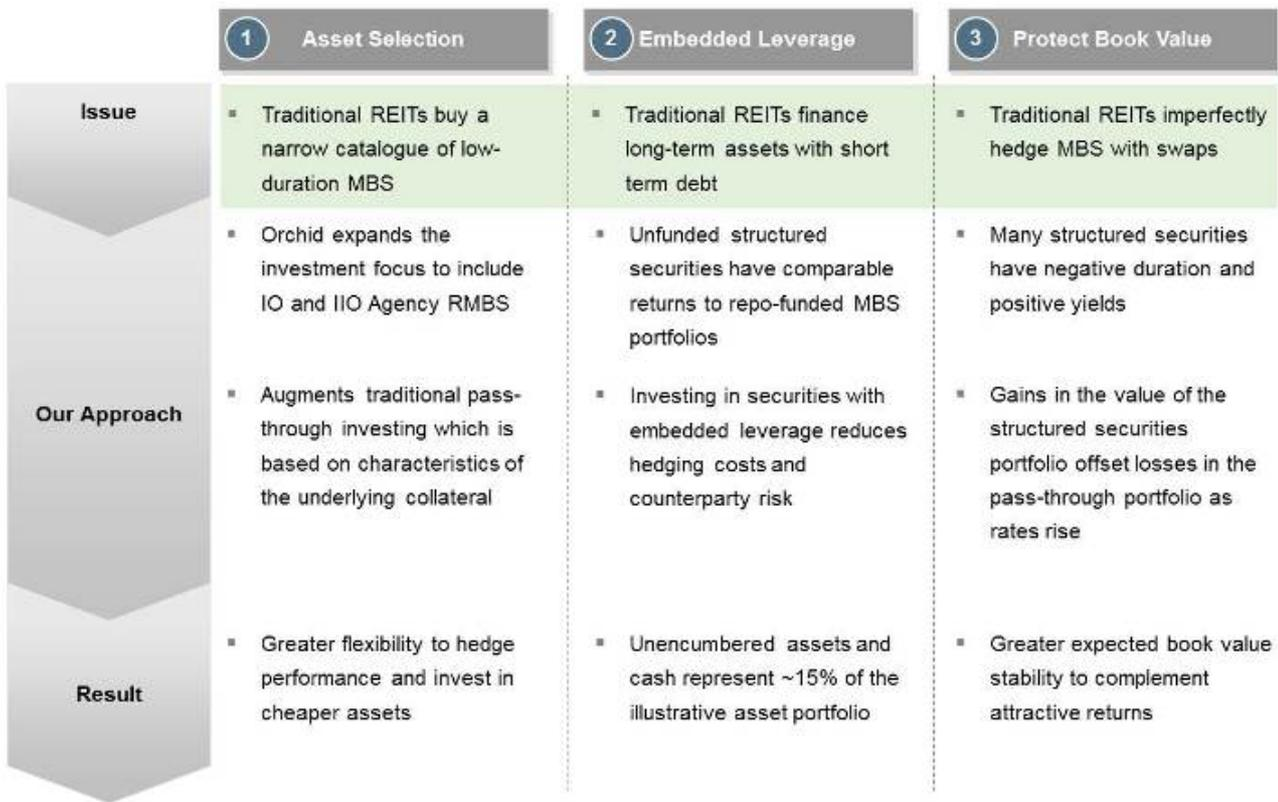 1 Asset Selection
2 Embedded Leverage
3 Protect Book Value
Issue
▪ Traditional REITs buy a
narrow catalogue of low-
duration MBS
▪ Traditional REITs finance
long-term assets with short
term debt
▪ Traditional REITs imperfectly
hedge MBS with swaps
Our Approach
▪ Orchid expands the
investment focus to include
IO and IIO Agency RMBS
▪ Augments traditional pass-
through investing which is
based on characteristics of
the underlying collateral
▪ Unfunded structured
securities have comparable
returns to repo-funded MBS
portfolios
▪ Investing in securities with
embedded leverage reduces
hedging costs and
counterparty risk
▪ Many structured securities
have negative duration and
positive yields
▪ Gains in the value of the
structured securities
portfolio offset losses in the
pass-through portfolio as
rates rise
Result
▪ Greater flexibility to hedge
performance and invest in
cheaper assets
▪ Unencumbered assets and
cash represent ~15% of the
illustrative asset portfolio
▪ Greater expected book value
stability to complement
attractive returns